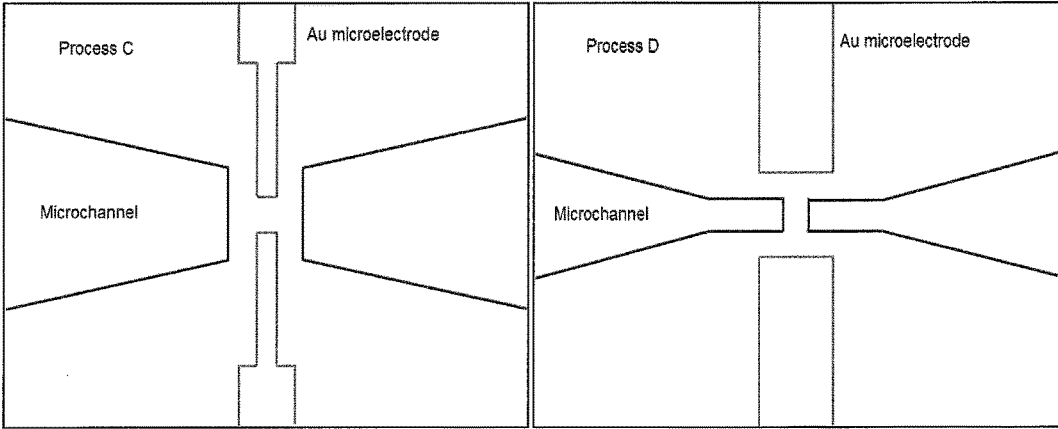 Process C
Au microelectrode
Microchannel
Process D
Au microelectrode
Microchannel